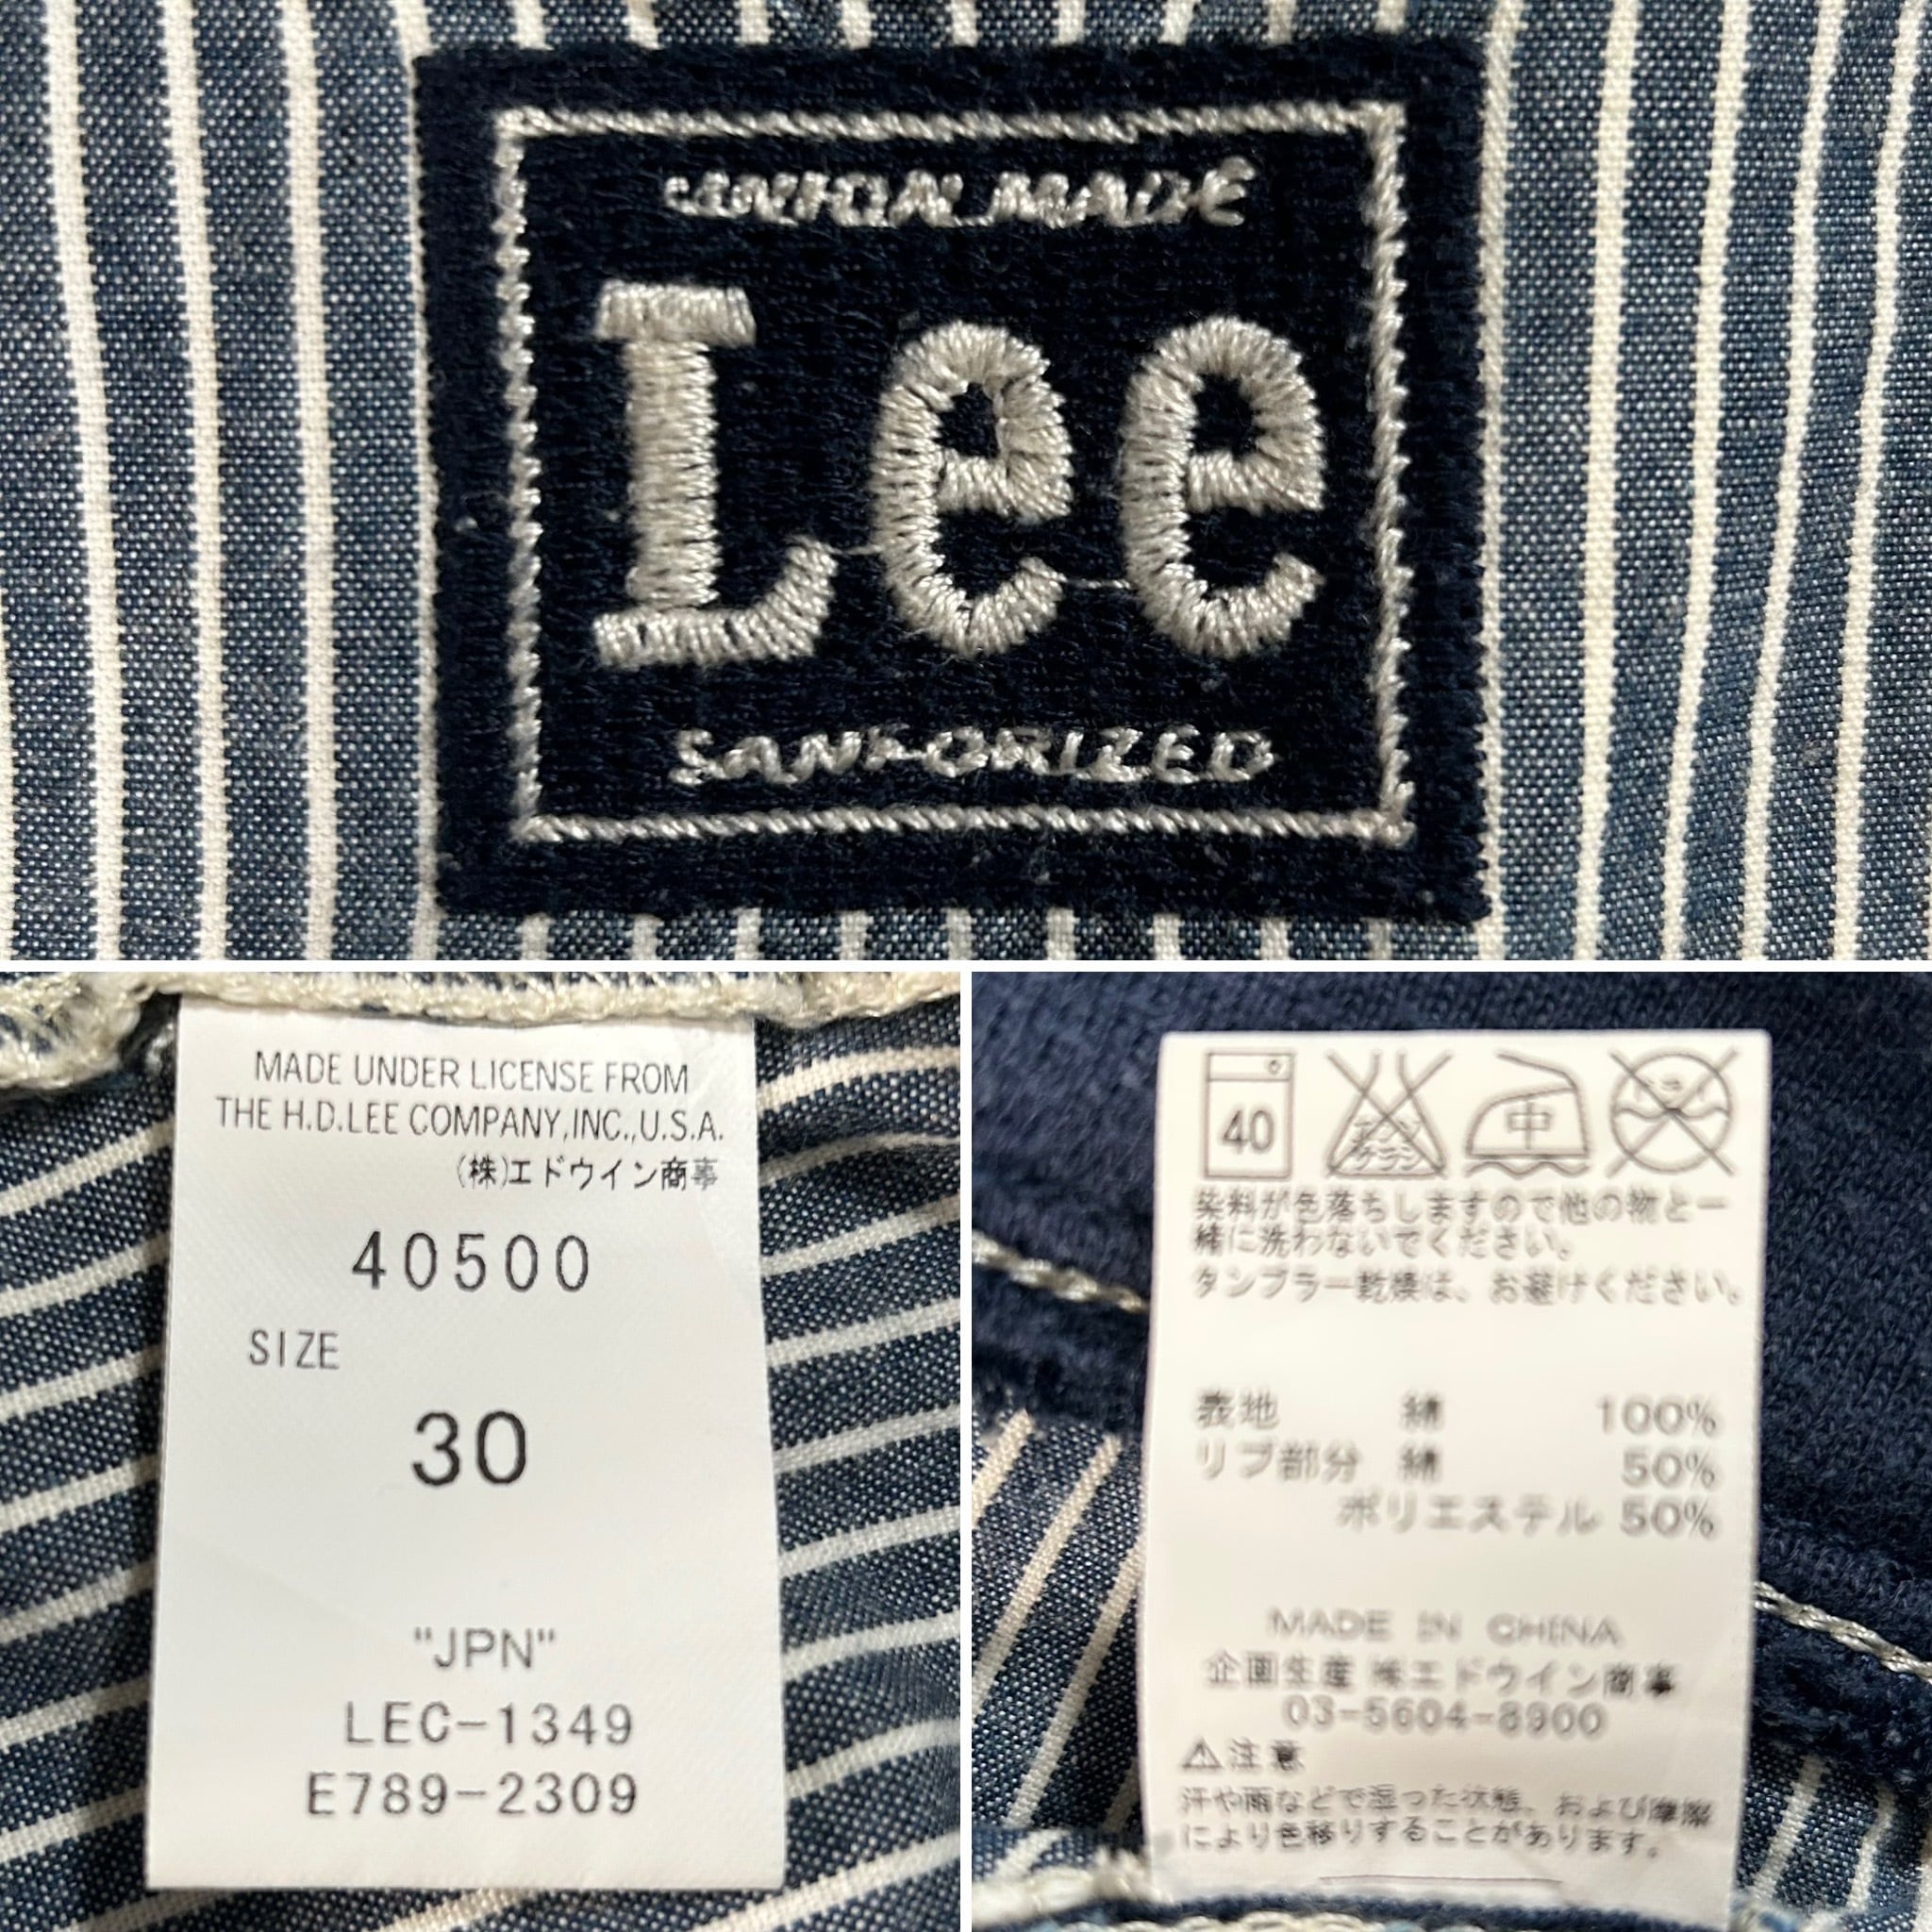 UNION MADE
Lee
SANFORIZED
MADE UNDER LICENSE FROM
THE H.D.LEE COMPANY,INC.,U.S.A.
(株)エドウイン商事
40500
SIZE
30
"JPN"
LEC-1349
E789-2309
40 エンソ サラシ 中
染料が色落ちしますので他の物と一
緒に洗わないでください。
タンブラー乾燥は、お避けください。
表地 綿 100%
リブ部分 綿 50%
ポリエステル 50%
MADE IN CHINA
企画生産 ㈱エドウイン商事
03-5604-8900
⚠注意
汗や雨などで湿った状態、および摩擦
により色移りすることがあります。